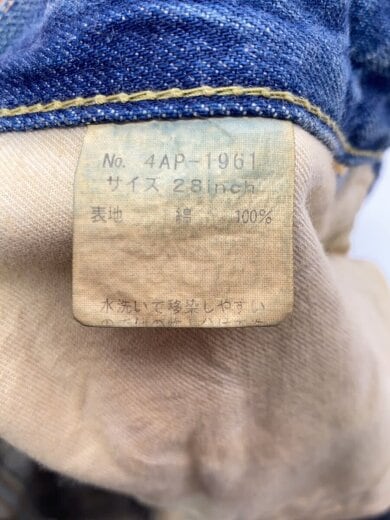 No. 4AP-1961
サイズ 28inch
表地 綿 100%
水洗いで移染しやすい